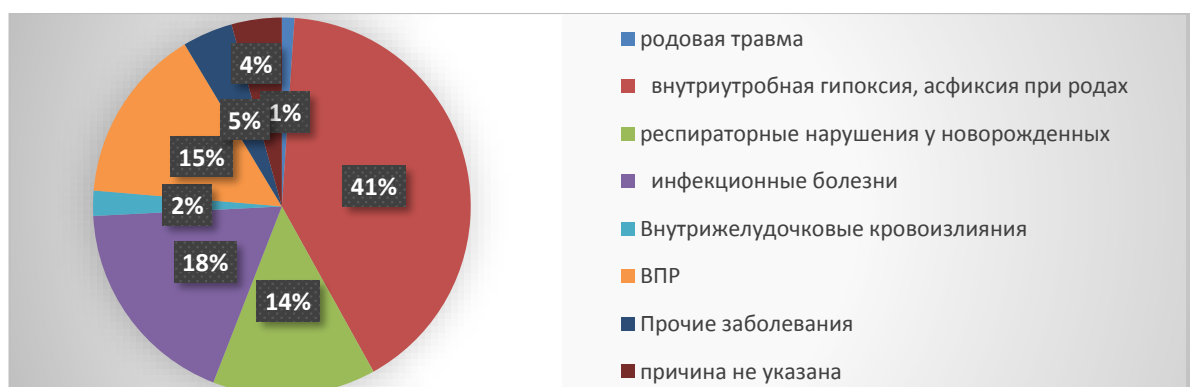 4%
1%
5%
15%
41%
2%
18%
14%
родовая травма
внутриутробная гипоксия, асфиксия при родах
респираторные нарушения у новорожденных
инфекционные болезни
Внутрижелудочковые кровоизлияния
ВПР
Прочие заболевания
причина не указана